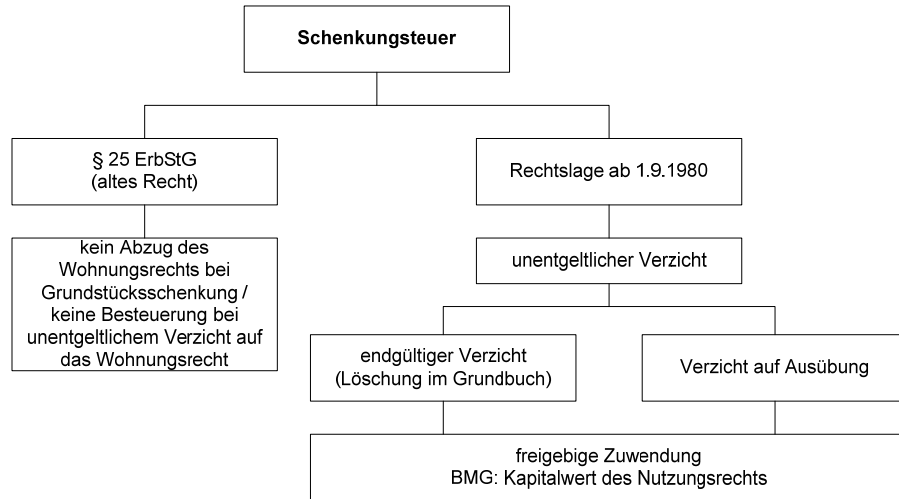 Schenkungsteuer
§ 25 ErbStG
(altes Recht)
Rechtslage ab 1.9.1980
kein Abzug des
Wohnungsrechts bei
Grundstücksschenkung /
keine Besteuerung bei
unentgeltlichem Verzicht auf
das Wohnungsrecht
unentgeltlicher Verzicht
endgültiger Verzicht
(Löschung im Grundbuch)
Verzicht auf Ausübung
freigebige Zuwendung
BMG: Kapitalwert des Nutzungsrechts